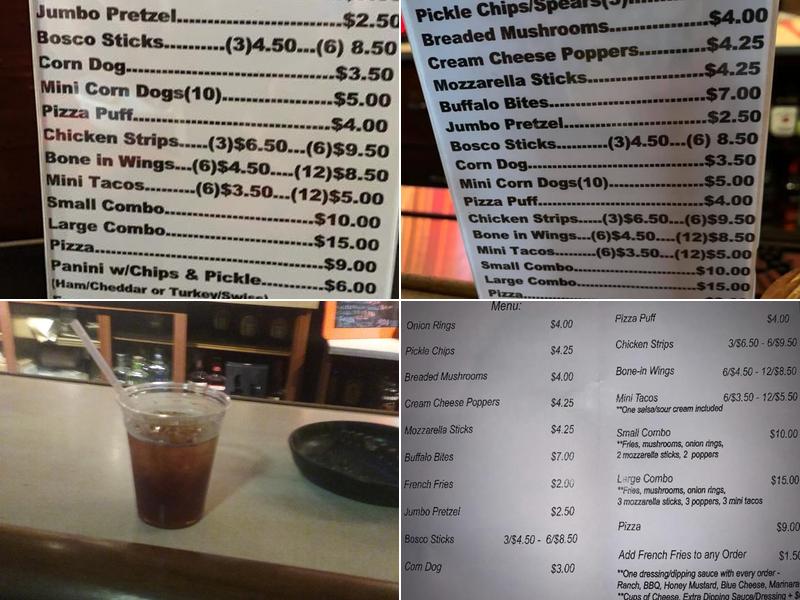 Jumbo Pretzel..............................$2.50
Bosco Sticks..........(3)4.50...(6) 8.50
Corn Dog......................................$3.50
Mini Corn Dogs(10)......................$5.00
Pizza Puff.....................................$4.00
Chicken Strips.....(3)$6.50...(6)$9.50
Bone in Wings...(6)$4.50....(12)$8.50
Mini Tacos.........(6)$3.50...(12)$5.00
Small Combo..............................$10.00
Large Combo..............................$15.00
Pizza............................................$9.00
Panini w/Chips & Pickle...............$6.00
(Ham/Cheddar or Turkey/Swiss)
Pickle Chips/Spears(5)
Breaded Mushrooms....................$4.00
Cream Cheese Poppers..............$4.25
Mozzarella Sticks........................$4.25
Buffalo Bites................................$7.00
Jumbo Pretzel..............................$2.50
Bosco Sticks..........(3)4.50...(6) 8.50
Corn Dog......................................$3.50
Mini Corn Dogs(10)......................$5.00
Pizza Puff.....................................$4.00
Chicken Strips.....(3)$6.50...(6)$9.50
Bone in Wings...(6)$4.50....(12)$8.50
Mini Tacos.........(6)$3.50...(12)$5.00
Small Combo..............................$10.00
Large Combo..............................$15.00
Pizza
Menu:
Onion Rings $4.00
Pickle Chips $4.25
Breaded Mushrooms $4.00
Cream Cheese Poppers $4.25
Mozzarella Sticks $4.25
Buffalo Bites $7.00
French Fries $2.00
Jumbo Pretzel $2.50
Bosco Sticks 3/$4.50 - 6/$8.50
Corn Dog $3.00
Pizza Puff $4.00
Chicken Strips 3/$6.50 - 6/$9.50
Bone-in Wings 6/$4.50 - 12/$8.50
Mini Tacos 6/$3.50 - 12/$5.50
**One salsa/sour cream included
Small Combo $10.00
**Fries, mushrooms, onion rings,
2 mozzarella sticks, 2 poppers
Large Combo $15.00
**Fries, mushrooms, onion rings,
3 mozzarella sticks, 3 poppers, 3 mini tacos
Pizza $9.00
Add French Fries to any Order $1.50
**One dressing/dipping sauce with every order -
Ranch, BBQ, Honey Mustard, Blue Cheese, Marinara
**Cups of Cheese, Extra Dipping Sauce/Dressing +